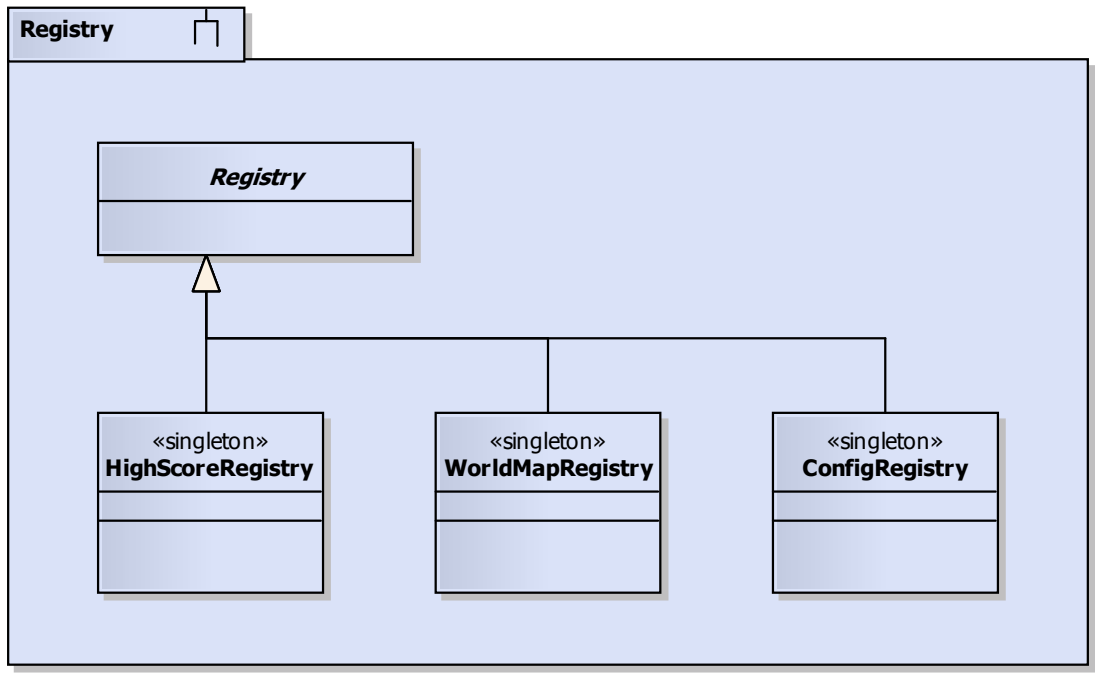 Registry
Registry
«singleton»
HighScoreRegistry
«singleton»
WorldMapRegistry
«singleton»
ConfigRegistry